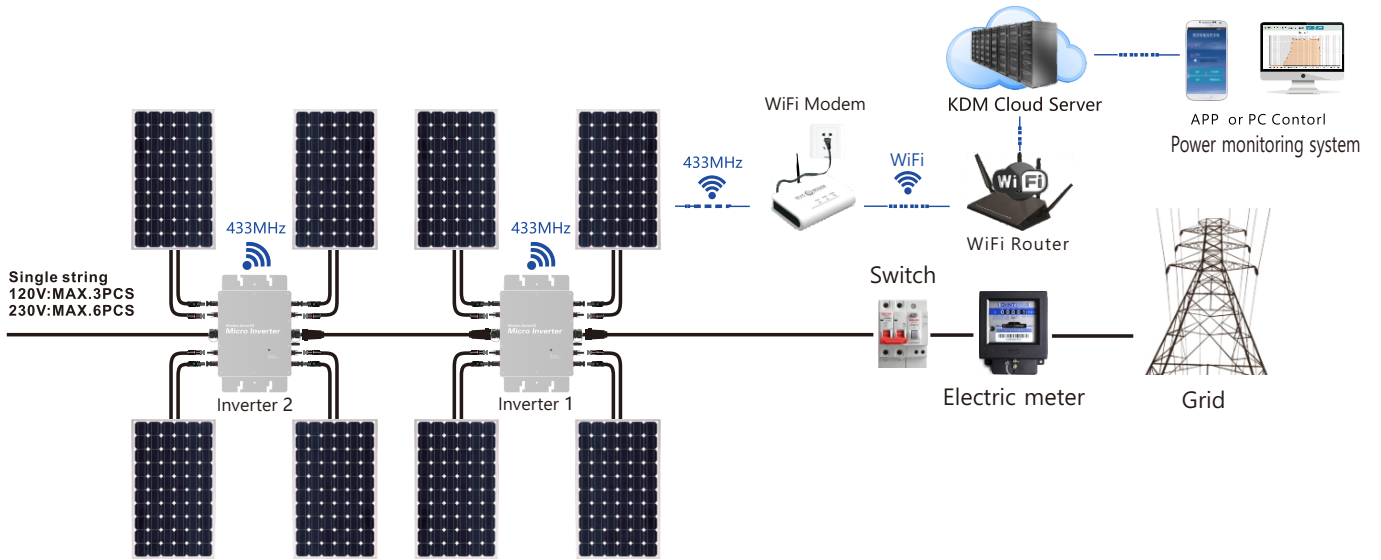 KDM Cloud Server
APP or PC Contorl
Power monitoring system
WiFi Modem
433MHz
WiFi
Wi Fi
WiFi Router
433MHz
433MHz
Single string
120V:MAX.3PCS
230V:MAX.6PCS
Micro Inverter
Micro Inverter
Inverter 2
Inverter 1
Switch
Electric meter
Grid